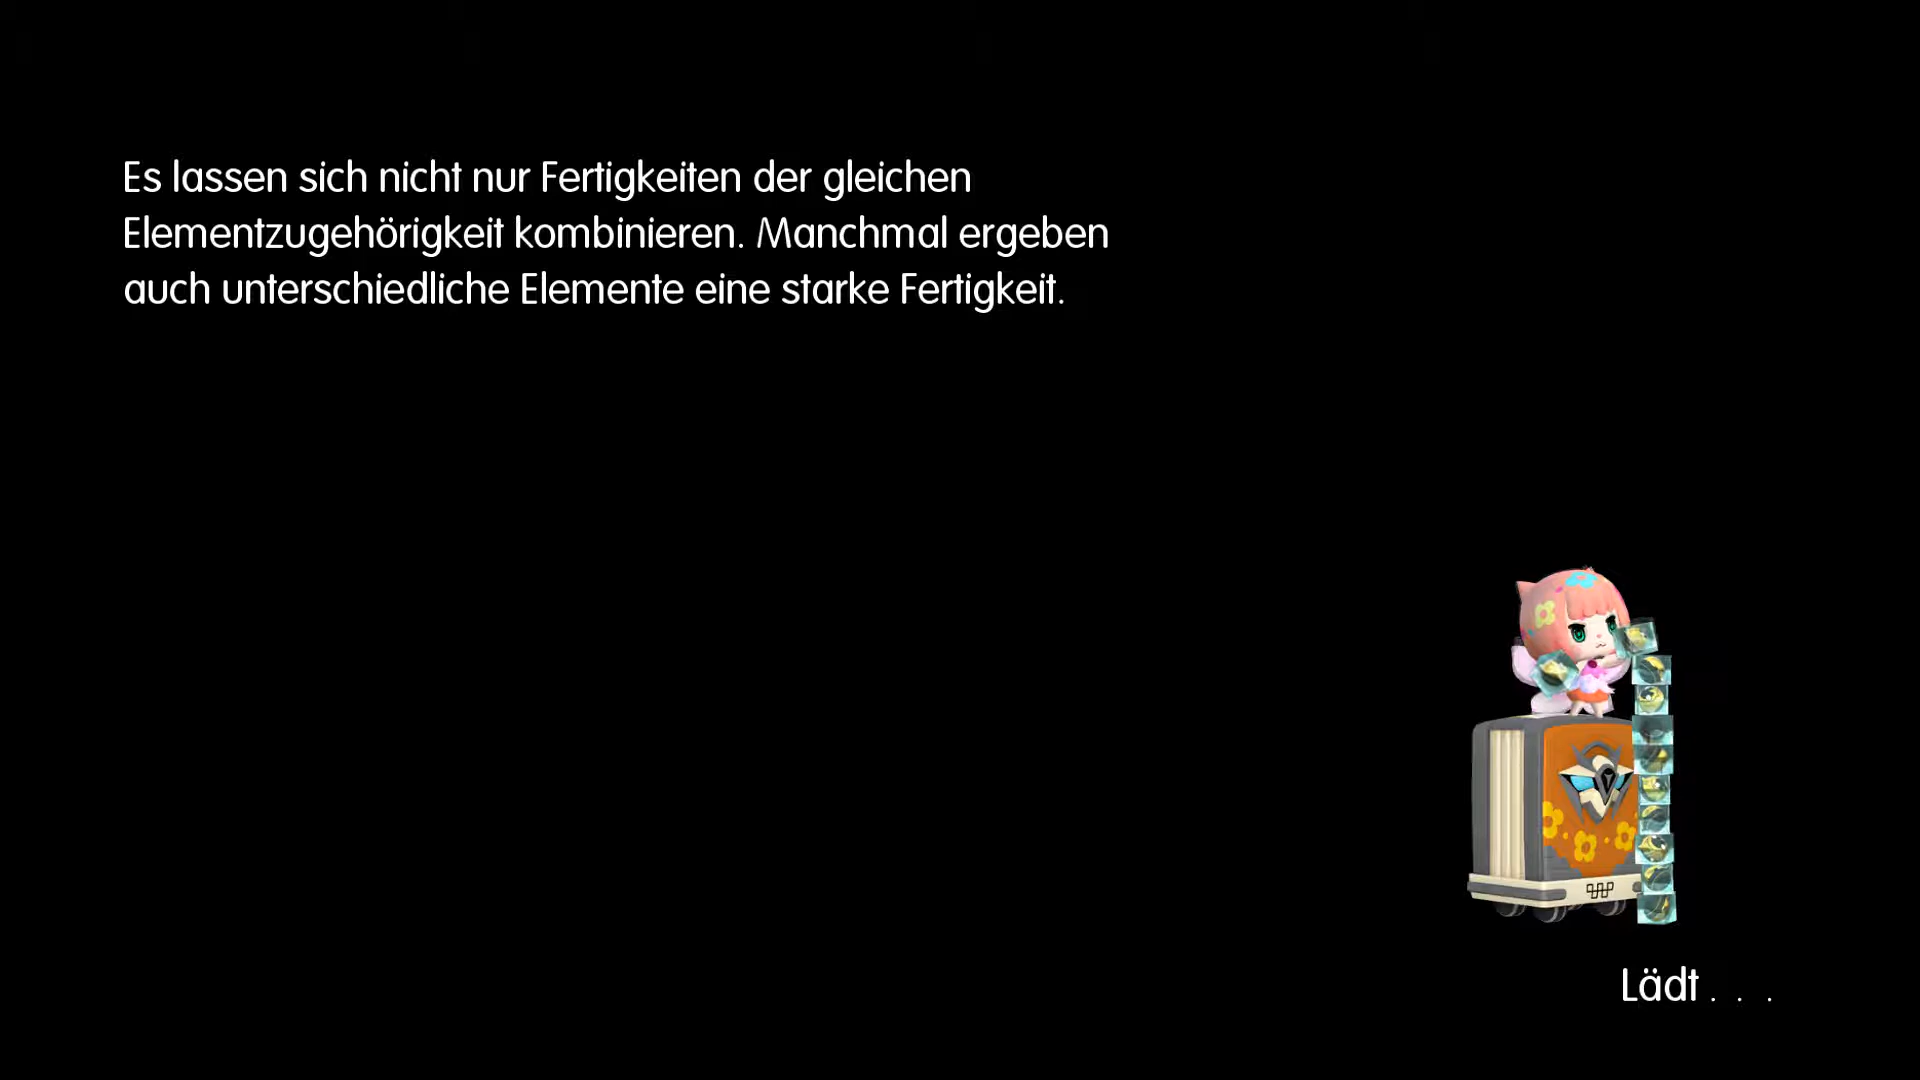 Es lassen sich nicht nur Fertigkeiten der gleichen
Elementzugehörigkeit kombinieren. Manchmal ergeben
auch unterschiedliche Elemente eine starke Fertigkeit.
Lädt . . .